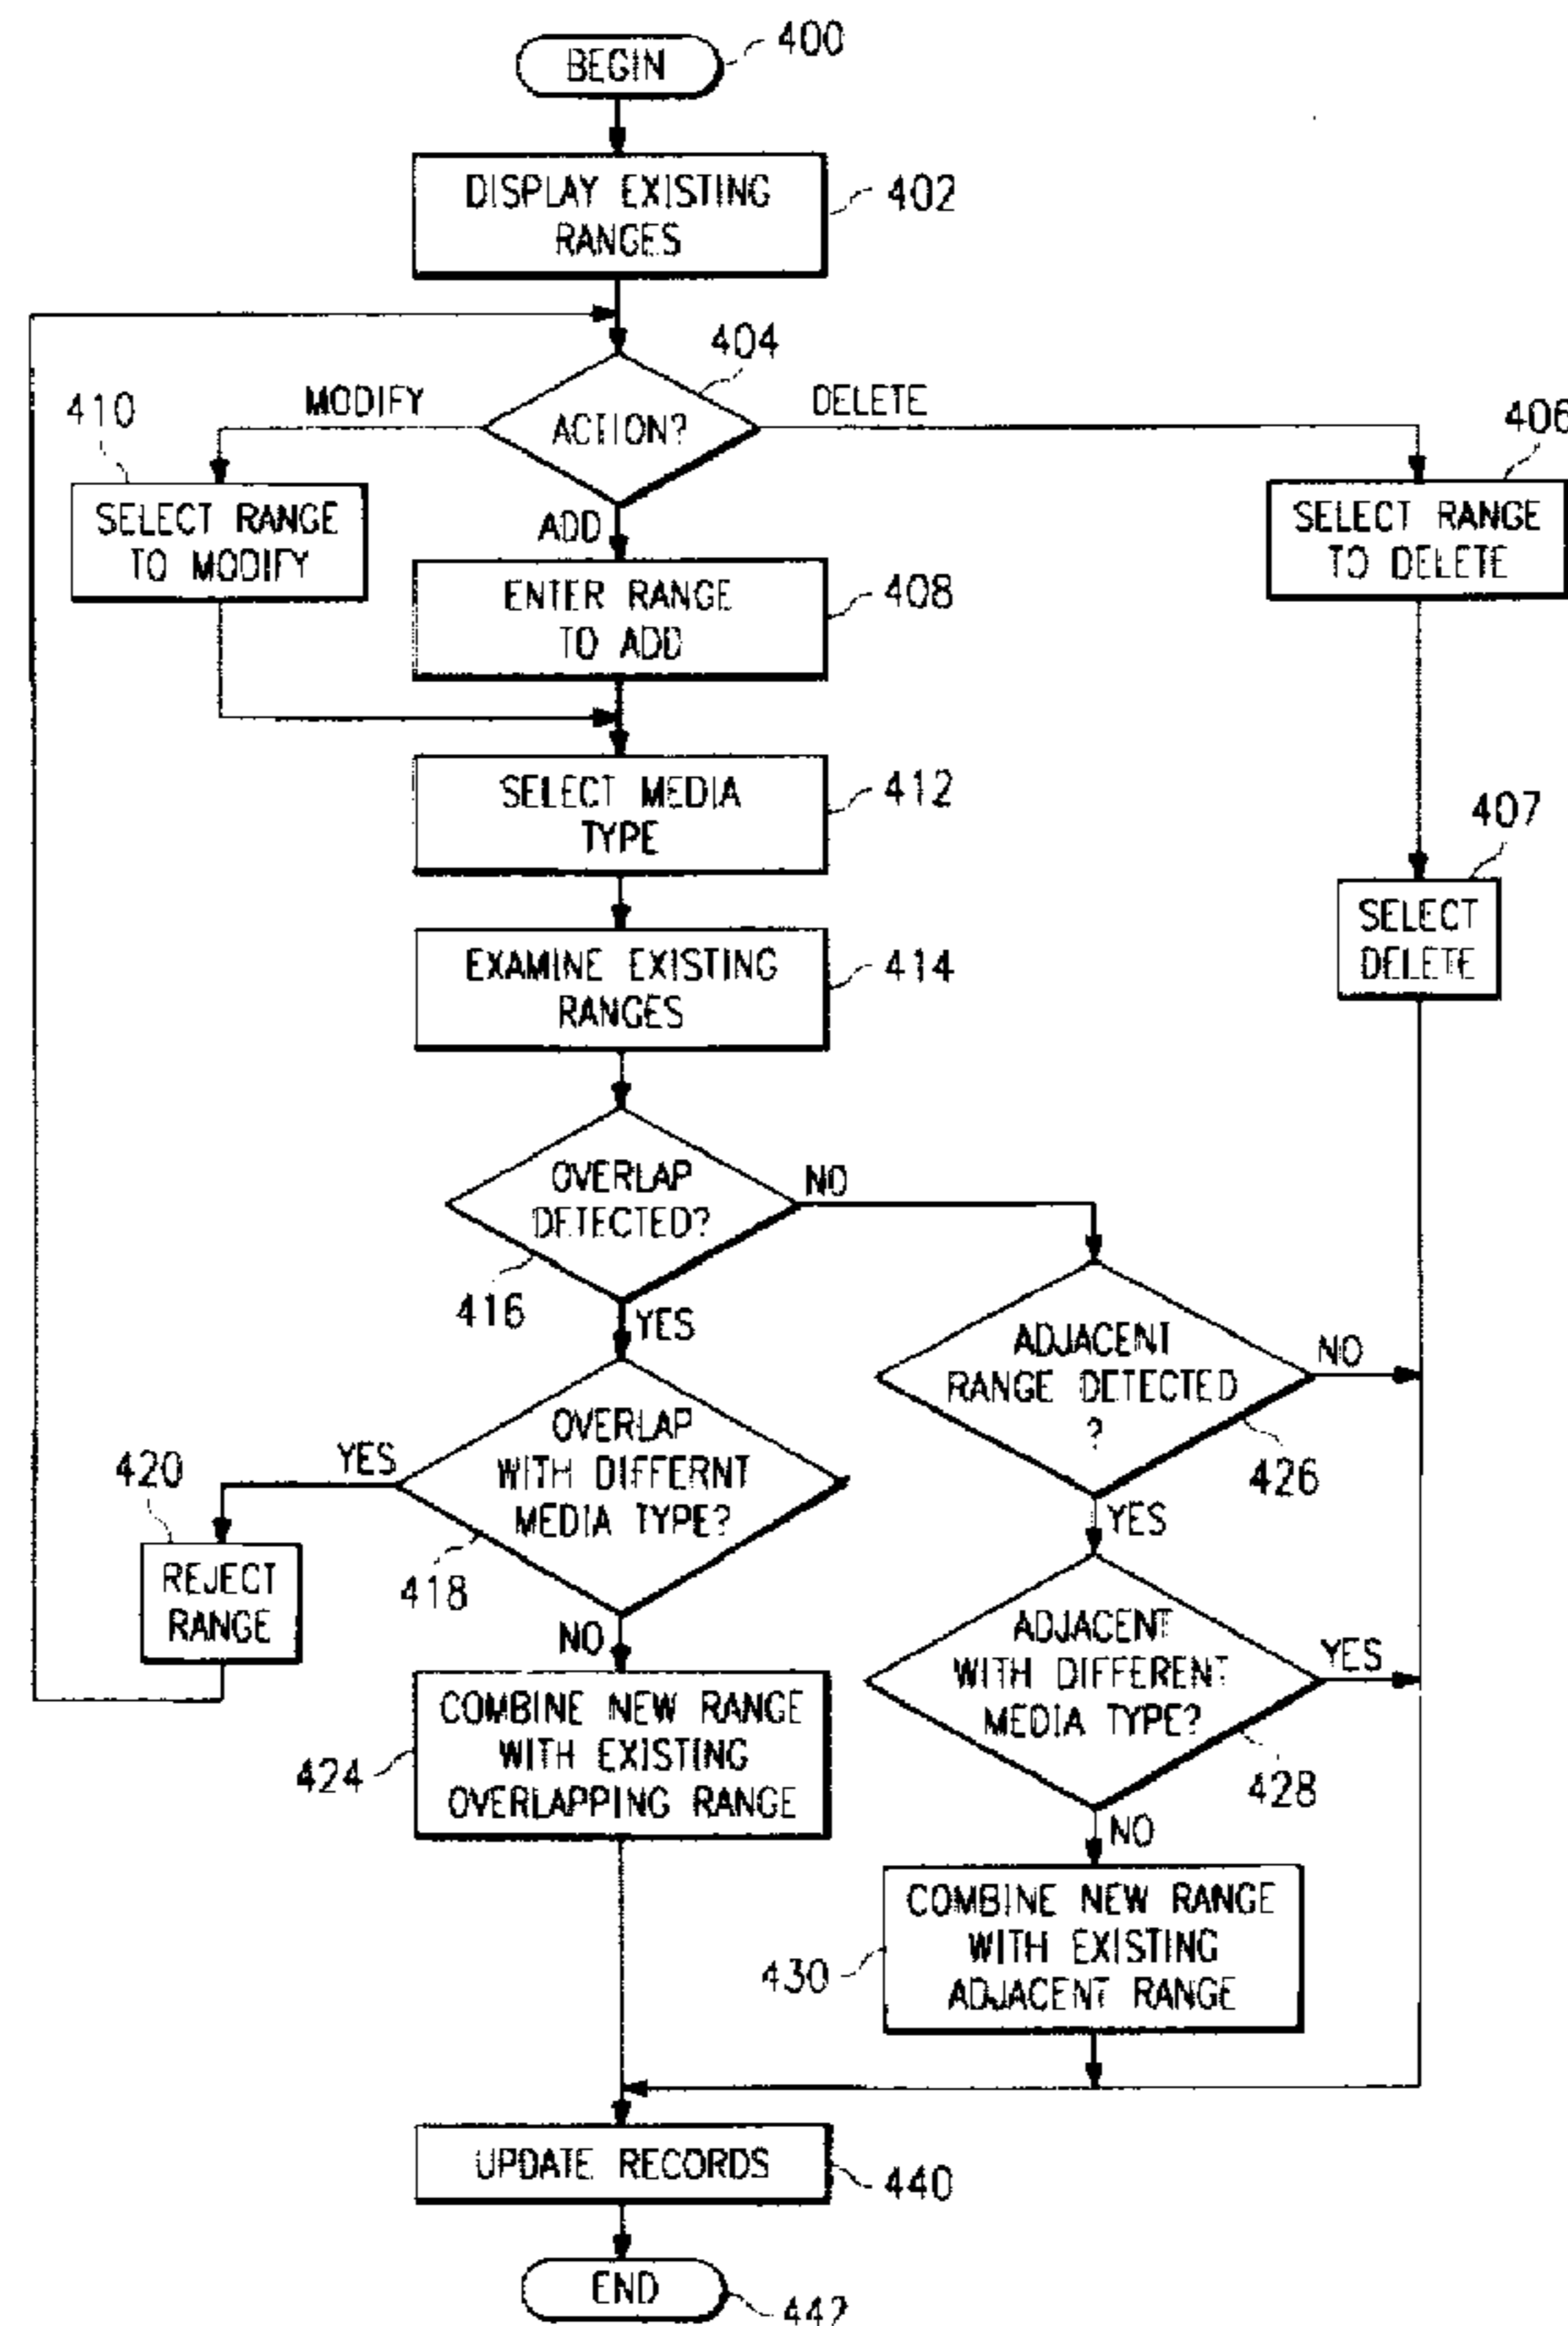 BEGIN
400
DISPLAY EXISTING
RANGES
402
404
MODIFY
ACTION?
DELETE
410
406
SELECT RANGE
TO MODIFY
ADD
SELECT RANGE
TO DELETE
ENTER RANGE
TO ADD
408
SELECT MEDIA
TYPE
412
407
SELECT
DELETE
EXAMINE EXISTING
RANGES
414
OVERLAP
DETECTED?
NO
416
YES
ADJACENT
RANGE DETECTED
?
NO
426
YES
OVERLAP
WITH DIFFERNT
MEDIA TYPE?
YES
420
418
REJECT
RANGE
NO
ADJACENT
WITH DIFFERENT
MEDIA TYPE?
YES
428
NO
COMBINE NEW RANGE
WITH EXISTING
OVERLAPPING RANGE
424
COMBINE NEW RANGE
WITH EXISTING
ADJACENT RANGE
430
UPDATE RECORDS
440
END
442